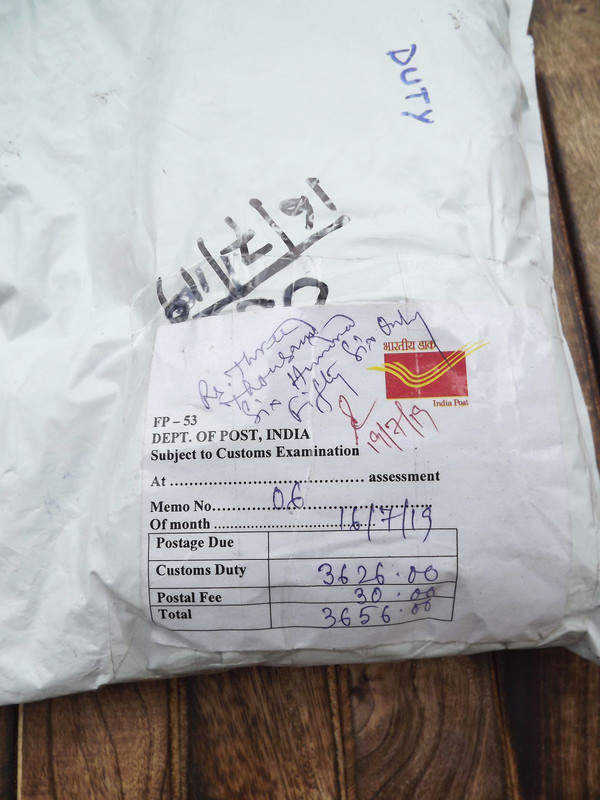 DUTY
Rs. Three
thousand
Six Hundred
Fifty Six Only
भारतीय डाक
India Post
19/7/19
FP – 53
DEPT. OF POST, INDIA
Subject to Customs Examination
At .................................... assessment
Memo No.....06..................
Of month ........16/7/19
Postage Due
Customs Duty 3626.00
Postal Fee 30.00
Total 3656.00